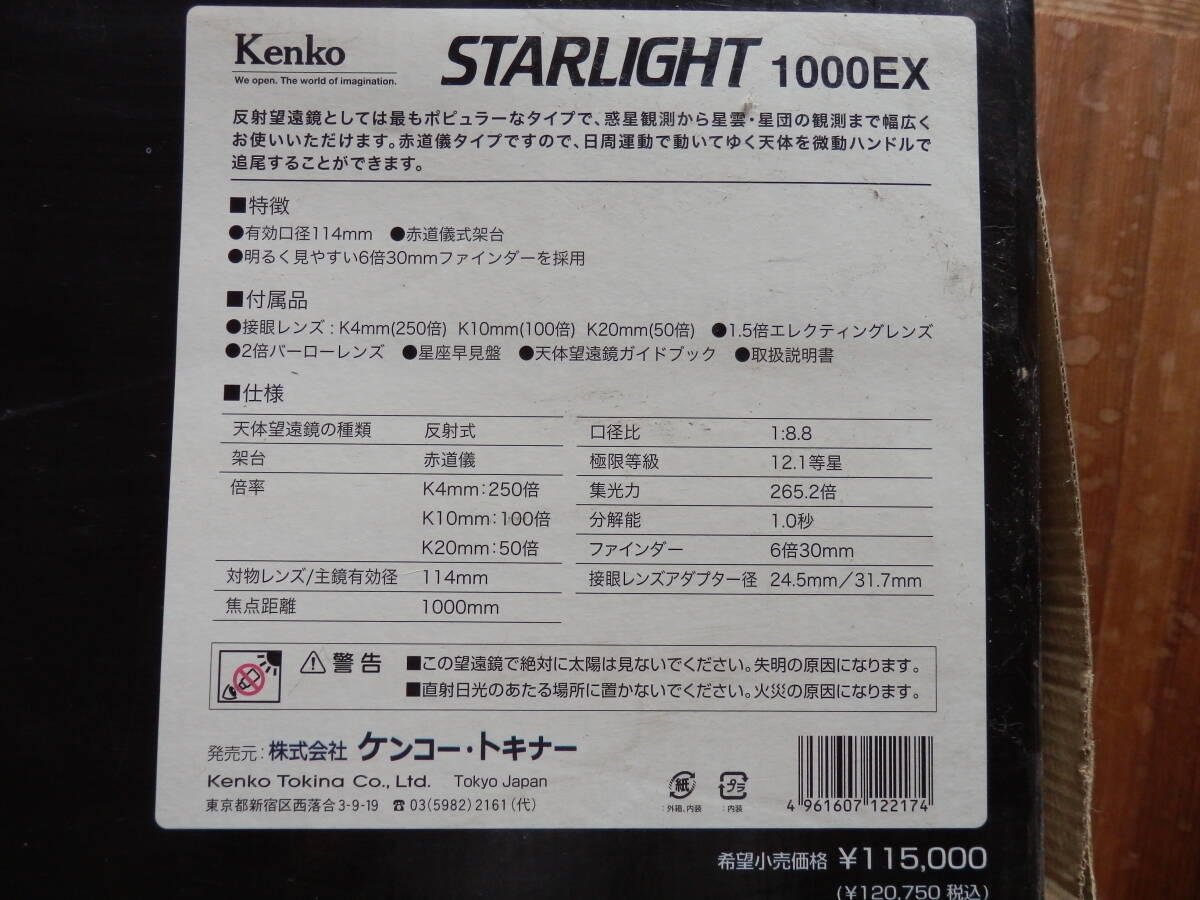 Kenko
We open. The world of imagination.
STARLIGHT 1000EX
反射望遠鏡としては最もポピュラーなタイプで、惑星観測から星雲・星団の観測まで幅広く
お使いいただけます。赤道儀タイプですので、日周運動で動いてゆく天体を微動ハンドルで
追尾することができます。
■特徴
●有効口径114mm ●赤道儀式架台
●明るく見やすい6倍30mmファインダーを採用
■付属品
●接眼レンズ：K4mm(250倍) K10mm(100倍) K20mm(50倍) ●1.5倍エレクティングレンズ
●2倍バーローレンズ ●星座早見盤 ●天体望遠鏡ガイドブック ●取扱説明書
■仕様
天体望遠鏡の種類 反射式
架台 赤道儀
倍率 K4mm：250倍
K10mm：100倍
K20mm：50倍
対物レンズ/主鏡有効径 114mm
焦点距離 1000mm
口径比 1:8.8
極限等級 12.1等星
集光力 265.2倍
分解能 1.0秒
ファインダー 6倍30mm
接眼レンズアダプター径 24.5mm／31.7mm
警告
■この望遠鏡で絶対に太陽は見ないでください。失明の原因になります。
■直射日光のあたる場所に置かないでください。火災の原因になります。
発売元：株式会社 ケンコー・トキナー
Kenko Tokina Co., Ltd. Tokyo Japan
東京都新宿区西落合3-9-19 ☎03(5982)2161(代)
紙
：外箱、内装
プラ
：内装
4 961607 122174
希望小売価格 ¥115,000
(¥120,750 税込)